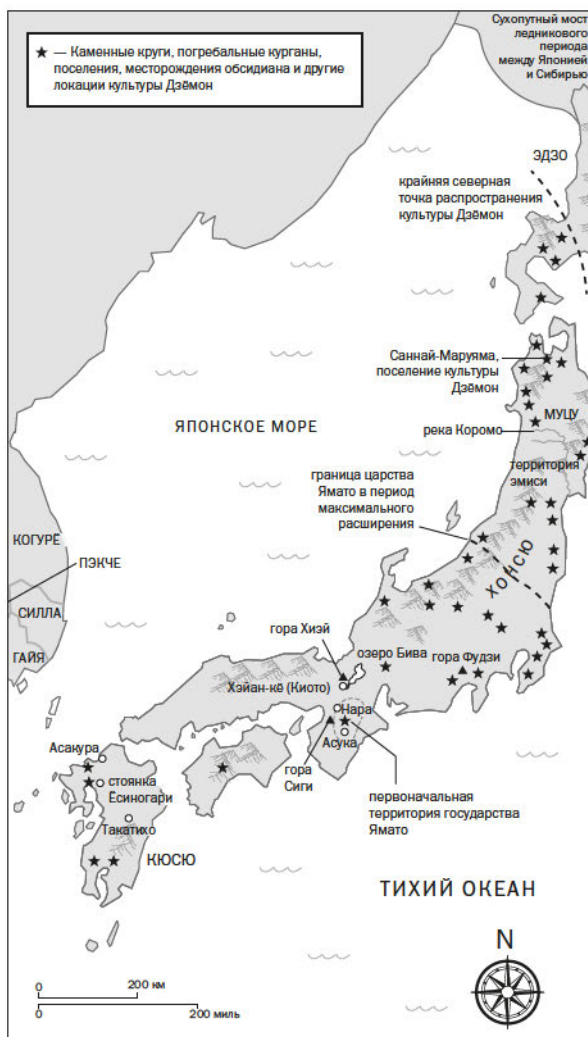 ★ — Каменные круги, погребальные курганы,
поселения, месторождения обсидиана и другие
локации культуры Дзёмон
Сухопутный мост
ледникового
периода
между Японией
и Сибирью
ЭДЗО
крайняя северная
точка распространения
культуры Дзёмон
Саннай-Маруяма,
поселение культуры
Дзёмон
МУЦУ
ЯПОНСКОЕ МОРЕ
река Коромо
территория
эмиси
граница царства
Ямато в период
максимального
расширения
КОГУРЁ
ПЭКЧЕ
ХОНСЮ
СИЛЛА
ГАЙЯ
гора Хиэй
озеро Бива
гора Фудзи
Хэйан-кё (Киото)
Нара
Асука
Асакура
гора
Сиги
стоянка
Ёсиногари
первоначальная
территория государства
Ямато
Такатихо
КЮСЮ
ТИХИЙ ОКЕАН
N
0
200 км
0
200 миль